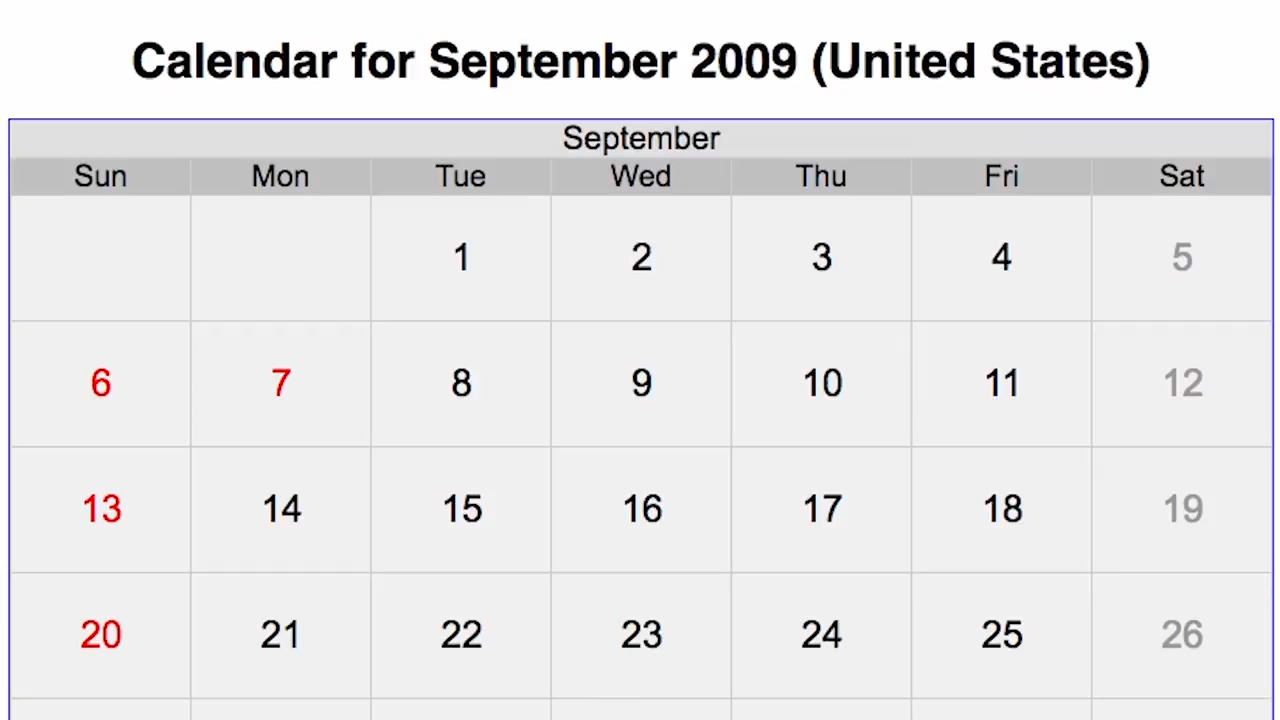 Calendar for September 2009 (United States)
September
Sun Mon Tue Wed Thu Fri Sat
1 2 3 4 5
6 7 8 9 10 11 12
13 14 15 16 17 18 19
20 21 22 23 24 25 26